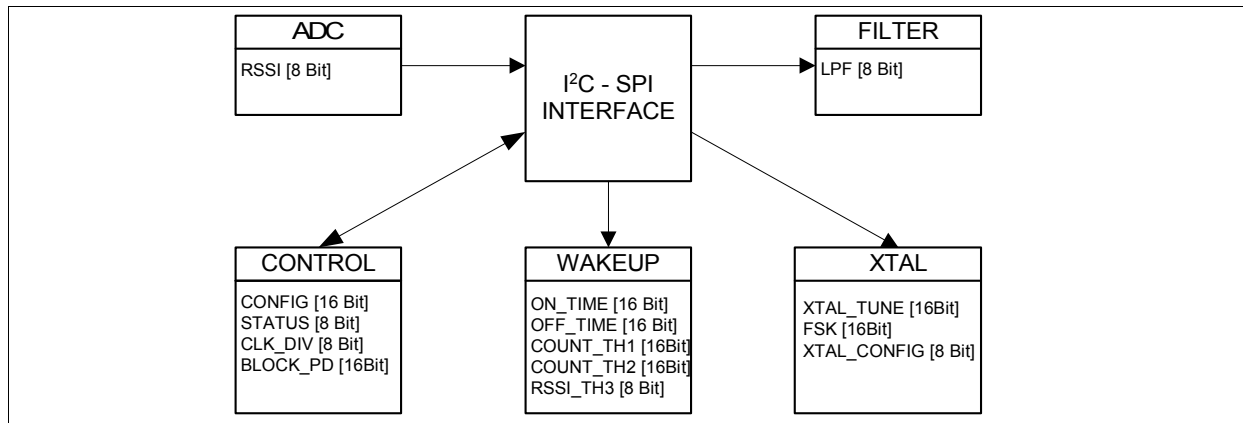 ADC
RSSI [8 Bit]
I²C - SPI
INTERFACE
FILTER
LPF [8 Bit]
CONTROL
CONFIG [16 Bit]
STATUS [8 Bit]
CLK_DIV [8 Bit]
BLOCK_PD [16Bit]
WAKEUP
ON_TIME [16 Bit]
OFF_TIME [16 Bit]
COUNT_TH1 [16Bit]
COUNT_TH2 [16Bit]
RSSI_TH3 [8 Bit]
XTAL
XTAL_TUNE [16Bit]
FSK [16Bit]
XTAL_CONFIG [8 Bit]